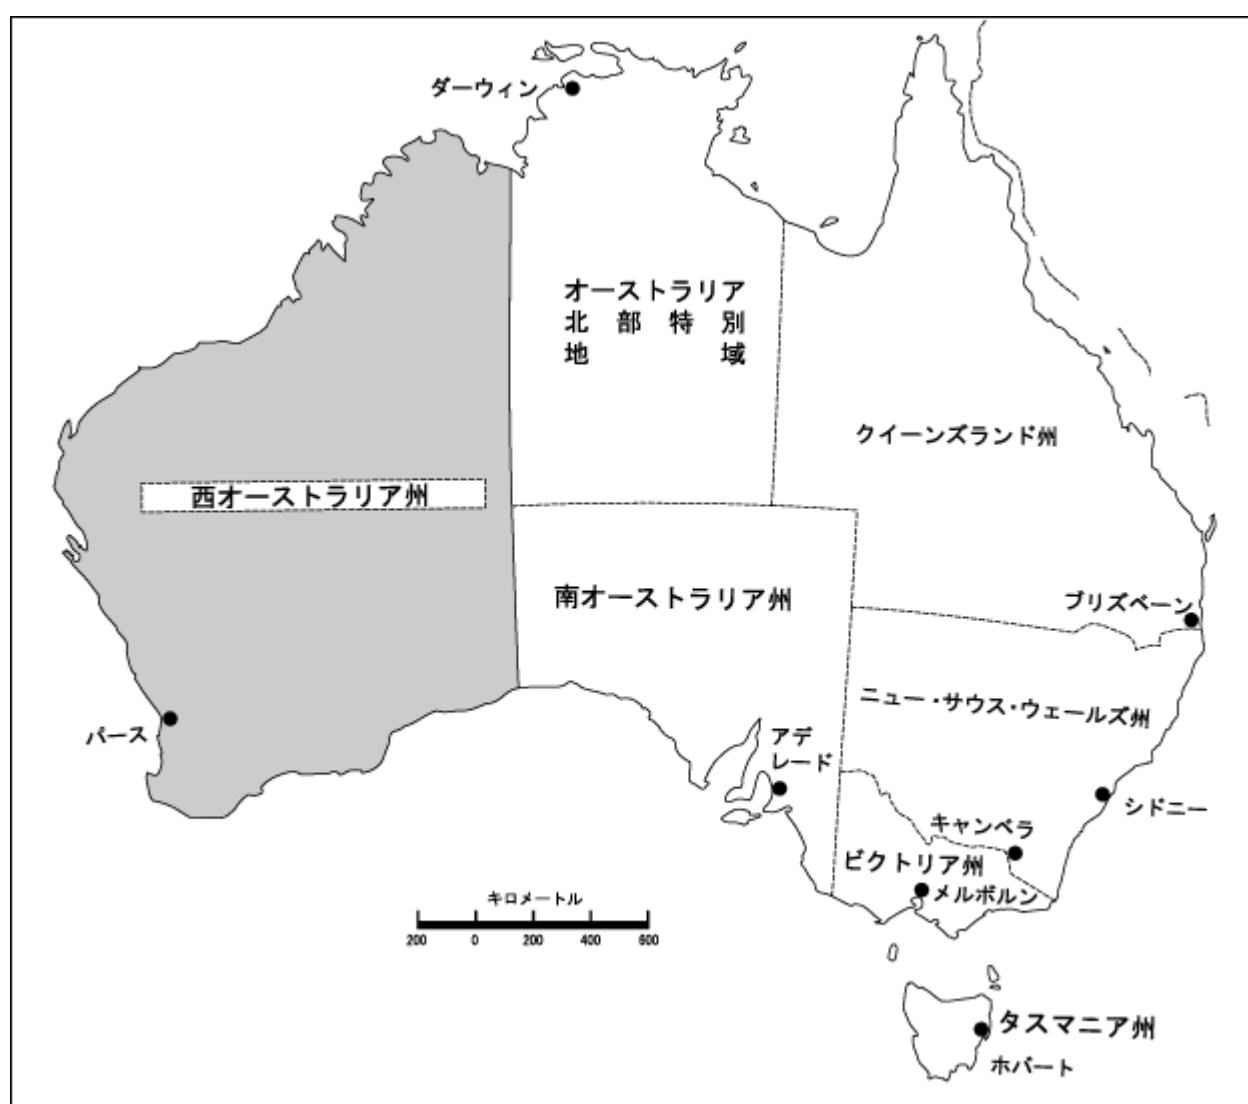 ダーウィン
オーストラリア
北部特別
地域
クイーンズランド州
西オーストラリア州
南オーストラリア州
ブリズベーン
ニュー・サウス・ウェールズ州
パース
アデ
レード
シドニー
キャンベラ
ビクトリア州
メルボルン
キロメートル
200 0 200 400 600
タスマニア州
ホバート